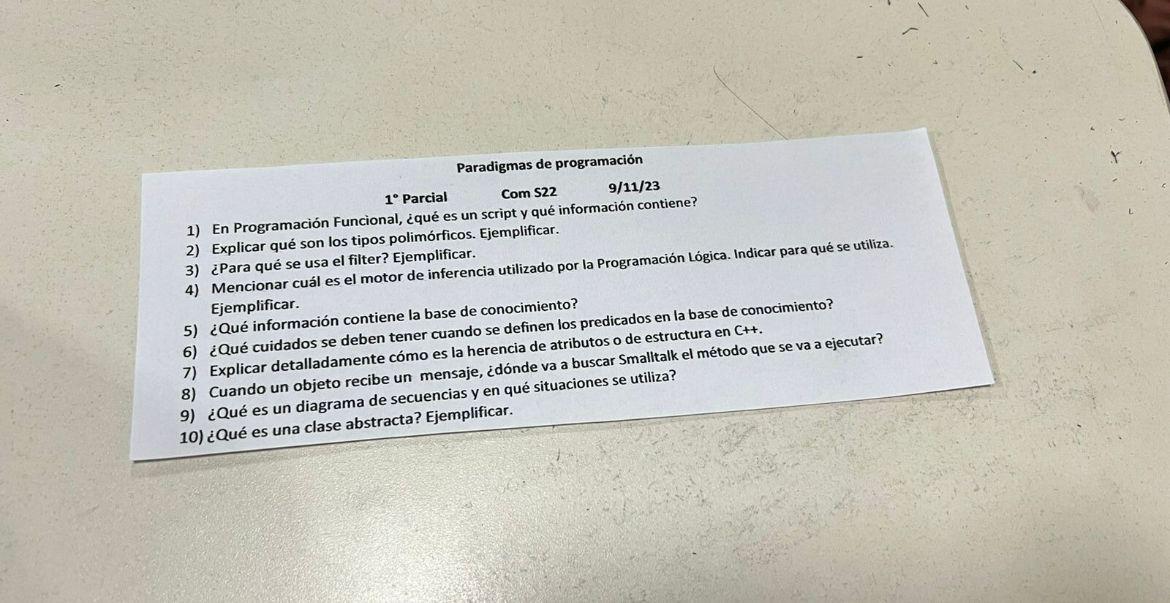 Paradigmas de programación
1° Parcial Com S22 9/11/23
1) En Programación Funcional, ¿qué es un script y qué información contiene?
2) Explicar qué son los tipos polimórficos. Ejemplificar.
3) ¿Para qué se usa el filter? Ejemplificar.
4) Mencionar cuál es el motor de inferencia utilizado por la Programación Lógica. Indicar para qué se utiliza.
Ejemplificar.
5) ¿Qué información contiene la base de conocimiento?
6) ¿Qué cuidados se deben tener cuando se definen los predicados en la base de conocimiento?
7) Explicar detalladamente cómo es la herencia de atributos o de estructura en C++.
8) Cuando un objeto recibe un mensaje, ¿dónde va a buscar Smalltalk el método que se va a ejecutar?
9) ¿Qué es un diagrama de secuencias y en qué situaciones se utiliza?
10) ¿Qué es una clase abstracta? Ejemplificar.